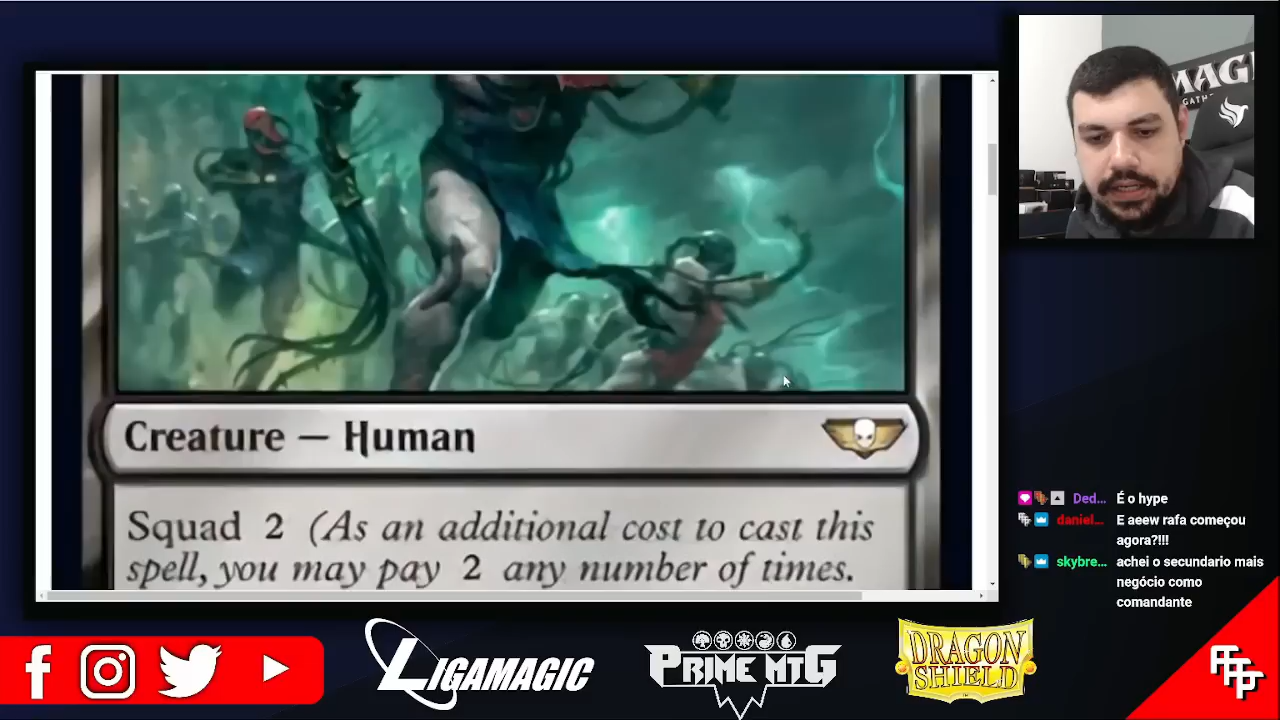 MAGI
GATH
Creature — Human
Squad 2 (As an additional cost to cast this
spell, you may pay 2 any number of times.
Ded... É o hype
daniel... E aeew rafa começou
agora?!!!
skybre... achei o secundario mais
negócio como
comandante
LIGAMAGIC
PRIME MTG
DRAGON
SHIELD